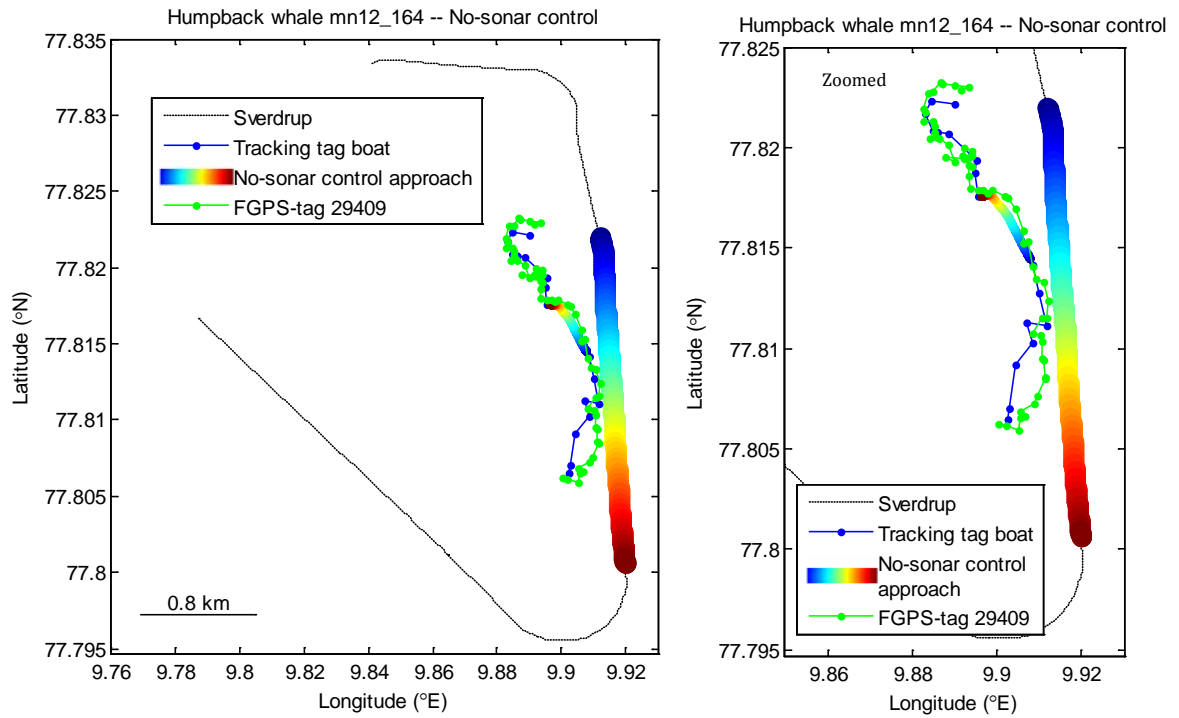 Humpback whale mn12_164 -- No-sonar control
77.835
77.83
77.825
77.82
77.815
77.81
77.805
77.8
77.795
Latitude (°N)
Sverdrup
Tracking tag boat
No-sonar control approach
FGPS-tag 29409
0.8 km
9.76 9.78 9.8 9.82 9.84 9.86 9.88 9.9 9.92
Longitude (°E)
Humpback whale mn12_164 -- No-sonar control
77.825
77.82
77.815
77.81
77.805
77.8
77.795
Latitude (°N)
Zoomed
Sverdrup
Tracking tag boat
No-sonar control
approach
FGPS-tag 29409
9.86 9.88 9.9 9.92
Longitude (°E)